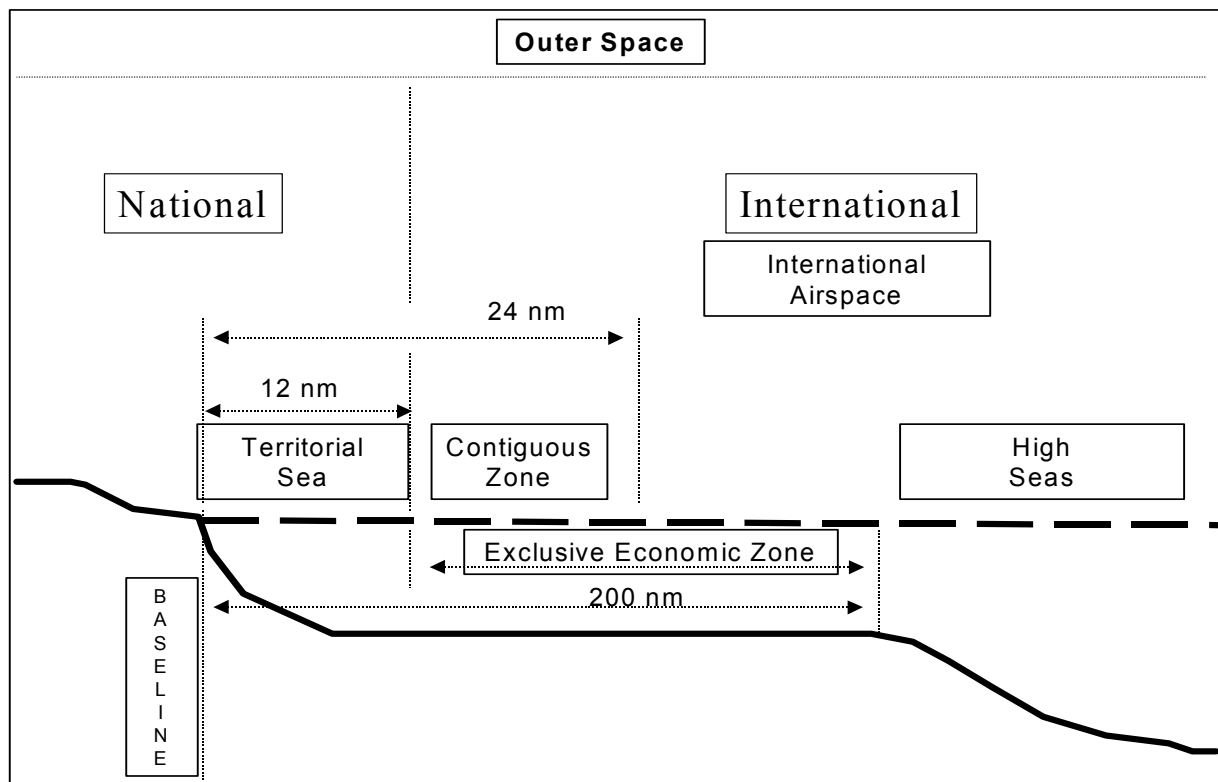 Outer Space
National
International
International
Airspace
24 nm
12 nm
Territorial
Sea
Contiguous
Zone
High
Seas
Exclusive Economic Zone
200 nm
B
A
S
E
L
I
N
E